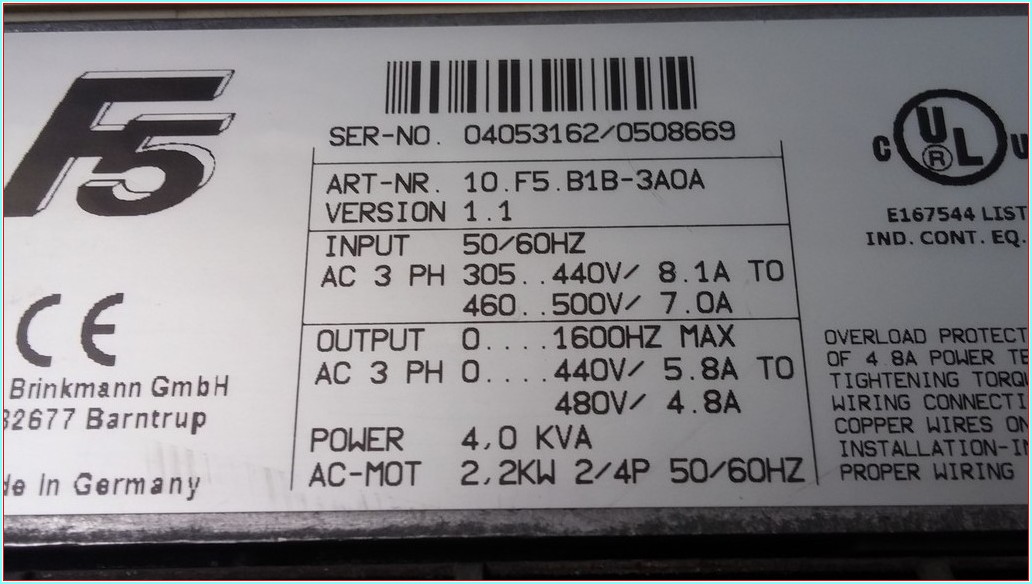 F5
SER-NO. 04053162/0508669
ART-NR. 10.F5.B1B-3A0A
VERSION 1.1
INPUT 50/60HZ
AC 3 PH 305..440V/ 8.1A TO
460..500V/ 7.0A
OUTPUT 0....1600HZ MAX
AC 3 PH 0....440V/ 5.8A TO
480V/ 4.8A
POWER 4,0 KVA
AC-MOT 2,2KW 2/4P 50/60HZ
CE
Brinkmann GmbH
32677 Barntrup
In Germany
C UL ® U
E167544 LIST
IND. CONT. EQ.
OVERLOAD PROTECT
OF 4.8A POWER TE
TIGHTENING TORQU
WIRING CONNECTI
COPPER WIRES ON
INSTALLATION-IN
PROPER WIRING